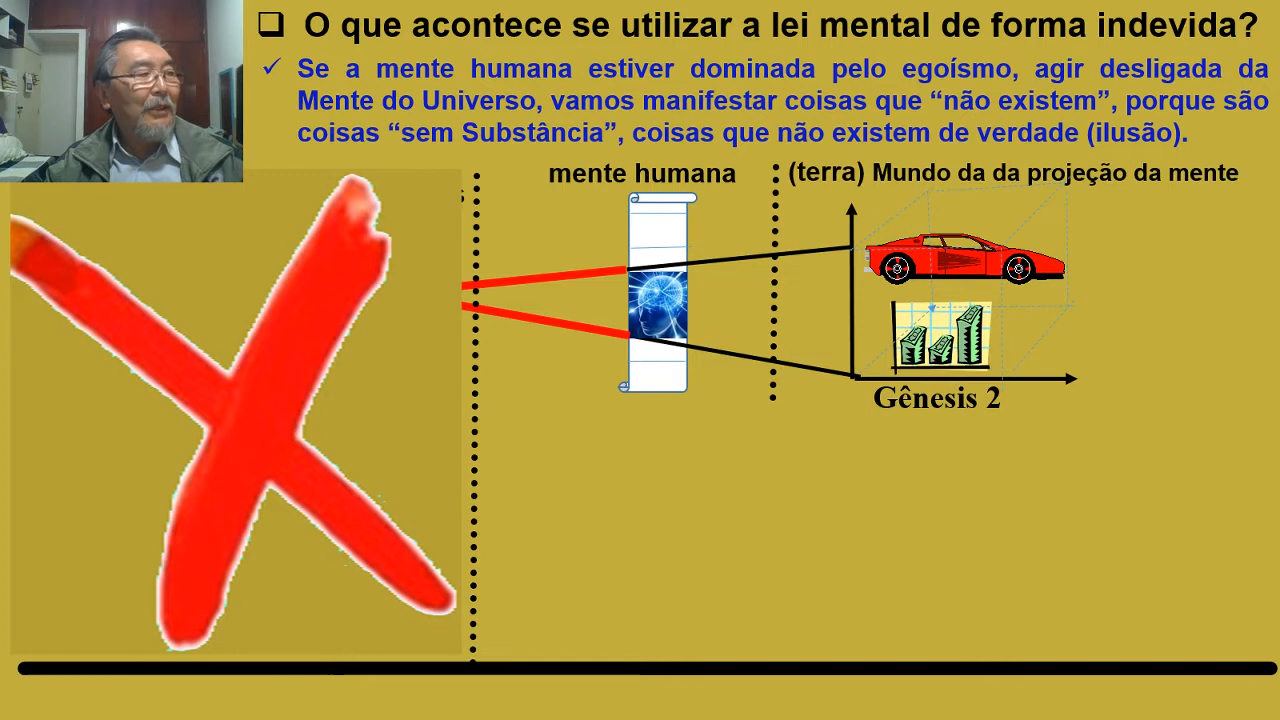 O que acontece se utilizar a lei mental de forma indevida?
Se a mente humana estiver dominada pelo egoísmo, agir desligada da
Mente do Universo, vamos manifestar coisas que “não existem”, porque são
coisas “sem Substância”, coisas que não existem de verdade (ilusão).
mente humana
(terra) Mundo da da projeção da mente
Gênesis 2